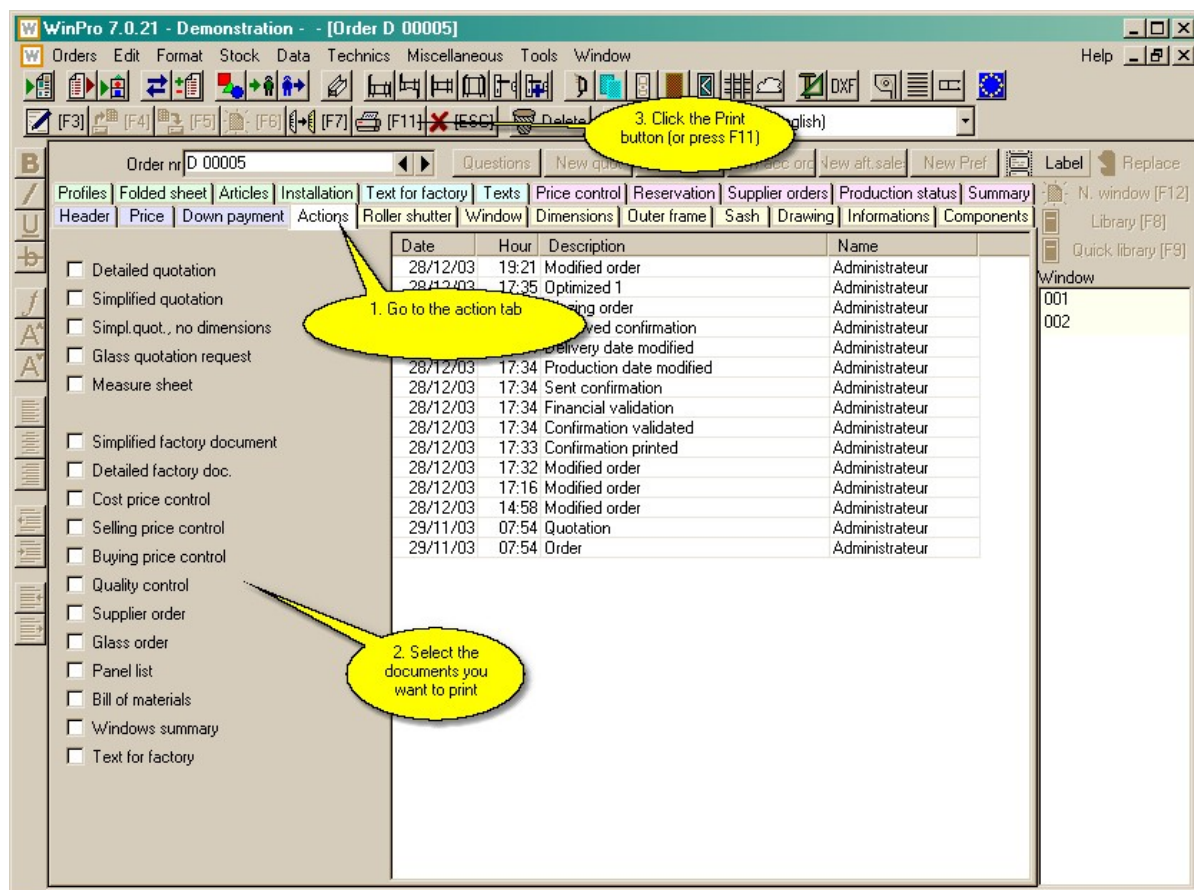 WinPro 7.0.21 - Demonstration - - [Order D 00005]
Orders Edit Format Stock Data Technics Miscellaneous Tools Window Help
DXF
[F3] [F4] [F5] [F6] [F7] [F11] [ESC] Delete
3. Click the Print
button (or press F11)
Order nr D 00005 Questions New Label Replace
New aft.sale New Pref
Profiles Folded sheet Articles Installation Text for factory Texts Price control Reservation Supplier orders Production status Summary
N. window [F12]
Header Price Down payment Actions Roller shutter Window Dimensions Outer frame Sash Drawing Informations Components
Library [F8]
Quick library [F9]
Window
001
002
1. Go to the action tab
Detailed quotation
Simplified quotation
Simpl.quot., no dimensions
Glass quotation request
Measure sheet
Simplified factory document
Detailed factory doc.
Cost price control
Selling price control
Buying price control
Quality control
Supplier order
Glass order
Panel list
Bill of materials
Windows summary
Text for factory
2. Select the
documents you
want to print
Date Hour Description Name
28/12/03 19:21 Modified order Administrateur
28/12/03 17:35 Optimized 1 Administrateur
order Administrateur
confirmation Administrateur
Delivery date modified Administrateur
28/12/03 17:34 Production date modified Administrateur
28/12/03 17:34 Sent confirmation Administrateur
28/12/03 17:34 Financial validation Administrateur
28/12/03 17:34 Confirmation validated Administrateur
28/12/03 17:33 Confirmation printed Administrateur
28/12/03 17:32 Modified order Administrateur
28/12/03 17:16 Modified order Administrateur
28/12/03 14:58 Modified order Administrateur
29/11/03 07:54 Quotation Administrateur
29/11/03 07:54 Order Administrateur